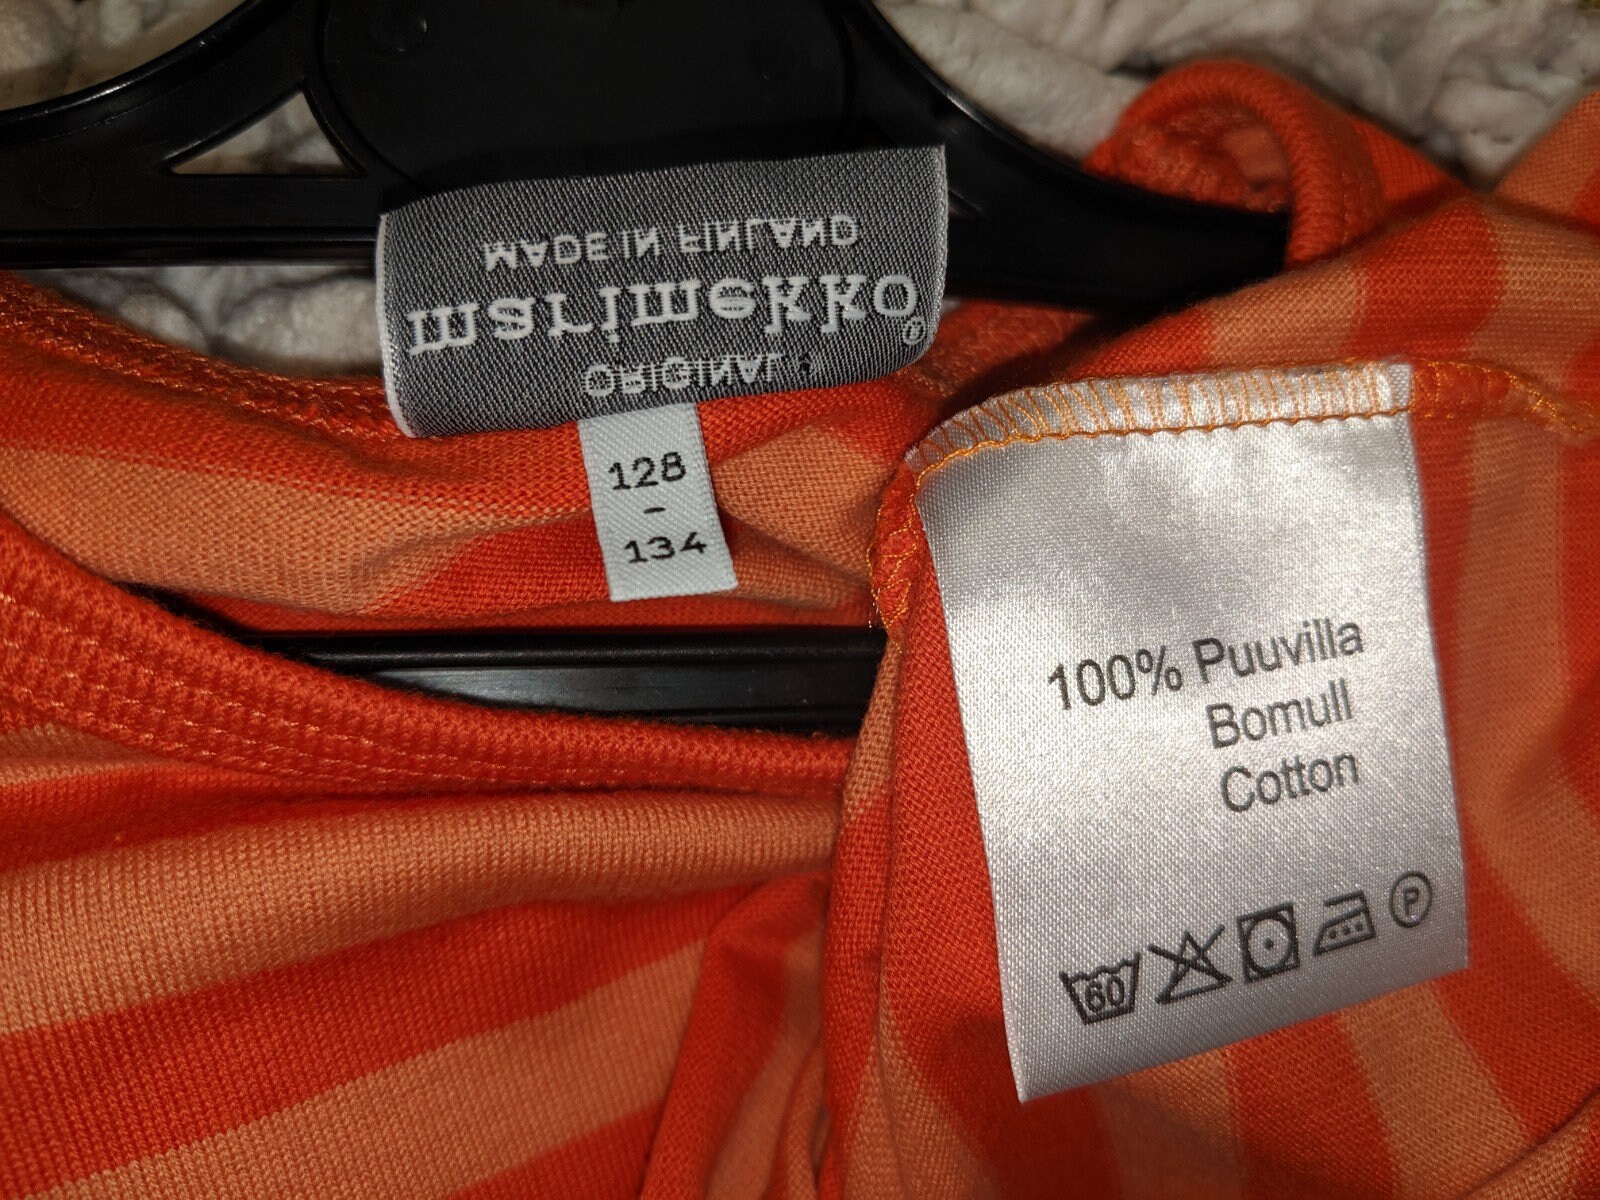 ORIGINAL
marimekko®
MADE IN FINLAND
128
-
134
100% Puuvilla
Bomull
Cotton
60
P